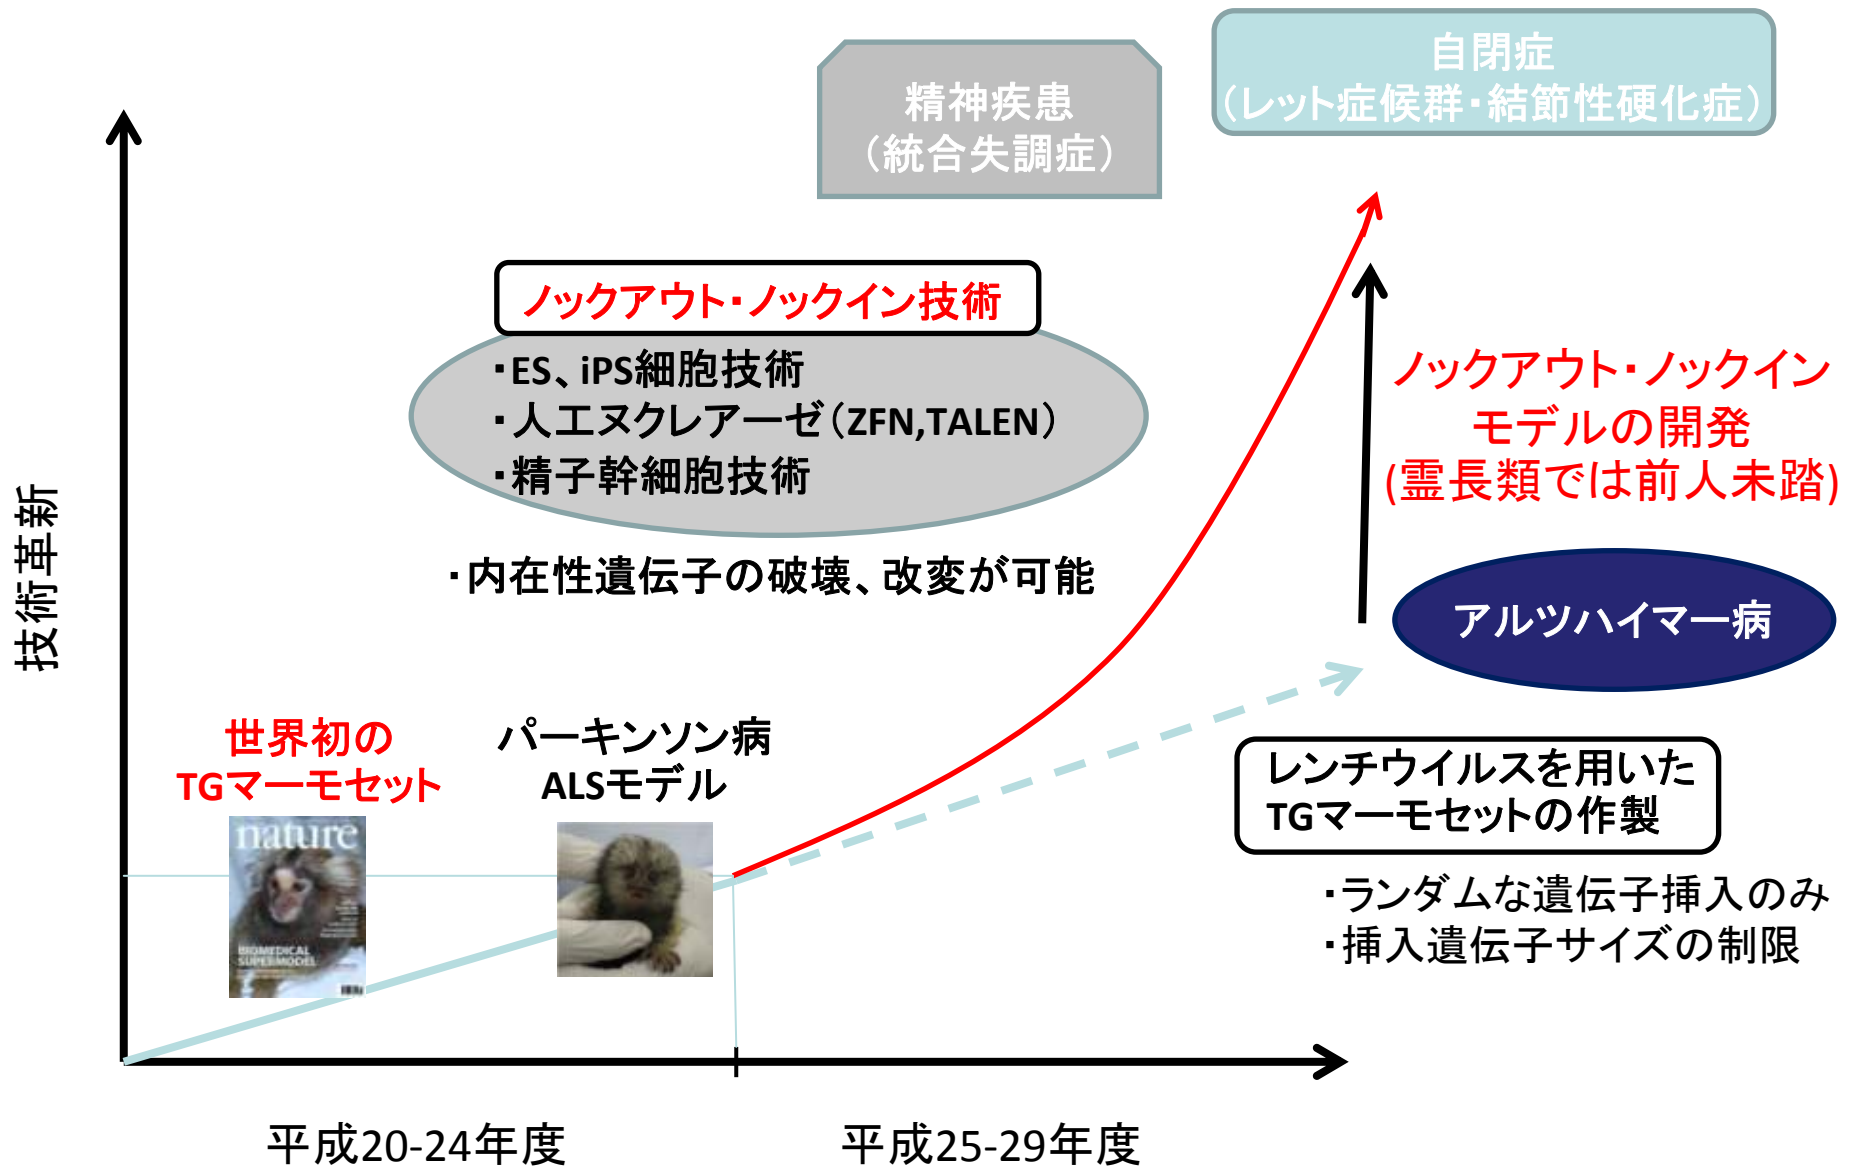 精神疾患
（統合失調症）
自閉症
（レット症候群・結節性硬化症）
ノックアウト・ノックイン技術
・ES、iPS細胞技術
・人工ヌクレアーゼ（ZFN,TALEN）
・精子幹細胞技術
・内在性遺伝子の破壊、改変が可能
ノックアウト・ノックイン
モデルの開発
(霊長類では前人未踏)
アルツハイマー病
技術革新
世界初の
TGマーモセット
パーキンソン病
ALSモデル
nature
BIOMEDICAL
SUPERMODEL
レンチウイルスを用いた
TGマーモセットの作製
・ランダムな遺伝子挿入のみ
・挿入遺伝子サイズの制限
平成20-24年度
平成25-29年度